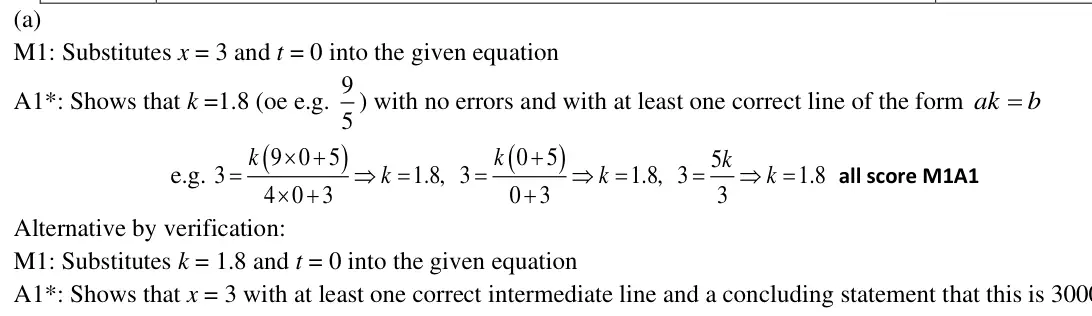 (a)
M1: Substitutes x = 3 and t = 0 into the given equation
A1*: Shows that k =1.8 (oe e.g. 9/5) with no errors and with at least one correct line of the form ak = b
e.g. 3 = k(9×0+5)/4×0+3 ⇒ k = 1.8, 3 = k(0+5)/0+3 ⇒ k = 1.8, 3 = 5k/3 ⇒ k = 1.8 all score M1A1
Alternative by verification:
M1: Substitutes k = 1.8 and t = 0 into the given equation
A1*: Shows that x = 3 with at least one correct intermediate line and a concluding statement that this is 3000